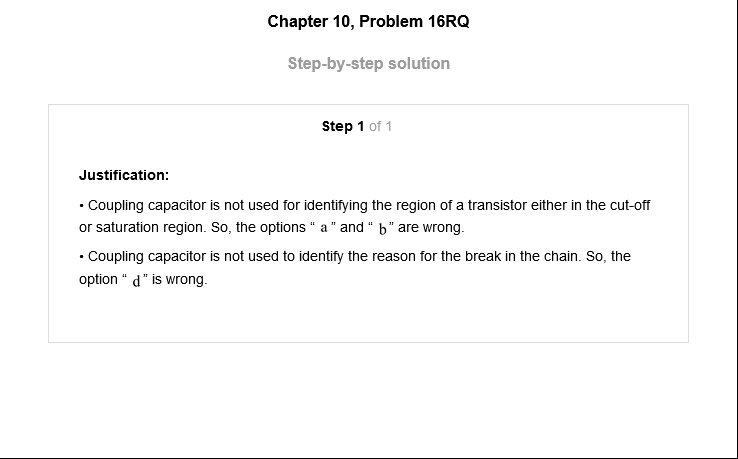 Chapter 10, Problem 16RQ
Step-by-step solution
Step 1 of 1
Justification:
• Coupling capacitor is not used for identifying the region of a transistor either in the cut-off
or saturation region. So, the options “ a ” and “ b” are wrong.
• Coupling capacitor is not used to identify the reason for the break in the chain. So, the
option “ d” is wrong.